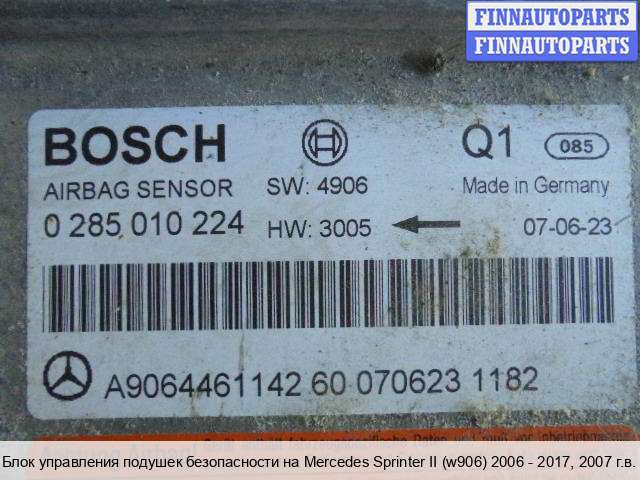 FINNAUTOPARTS
FINNAUTOPARTS
BOSCH
Q1 085
AIRBAG SENSOR SW: 4906 Made in Germany
0 285 010 224 HW: 3005 07-06-23
A9064461142 60 070623 1182
Блок управления подушек безопасности на Mercedes Sprinter II (w906) 2006 - 2017, 2007 г.в.